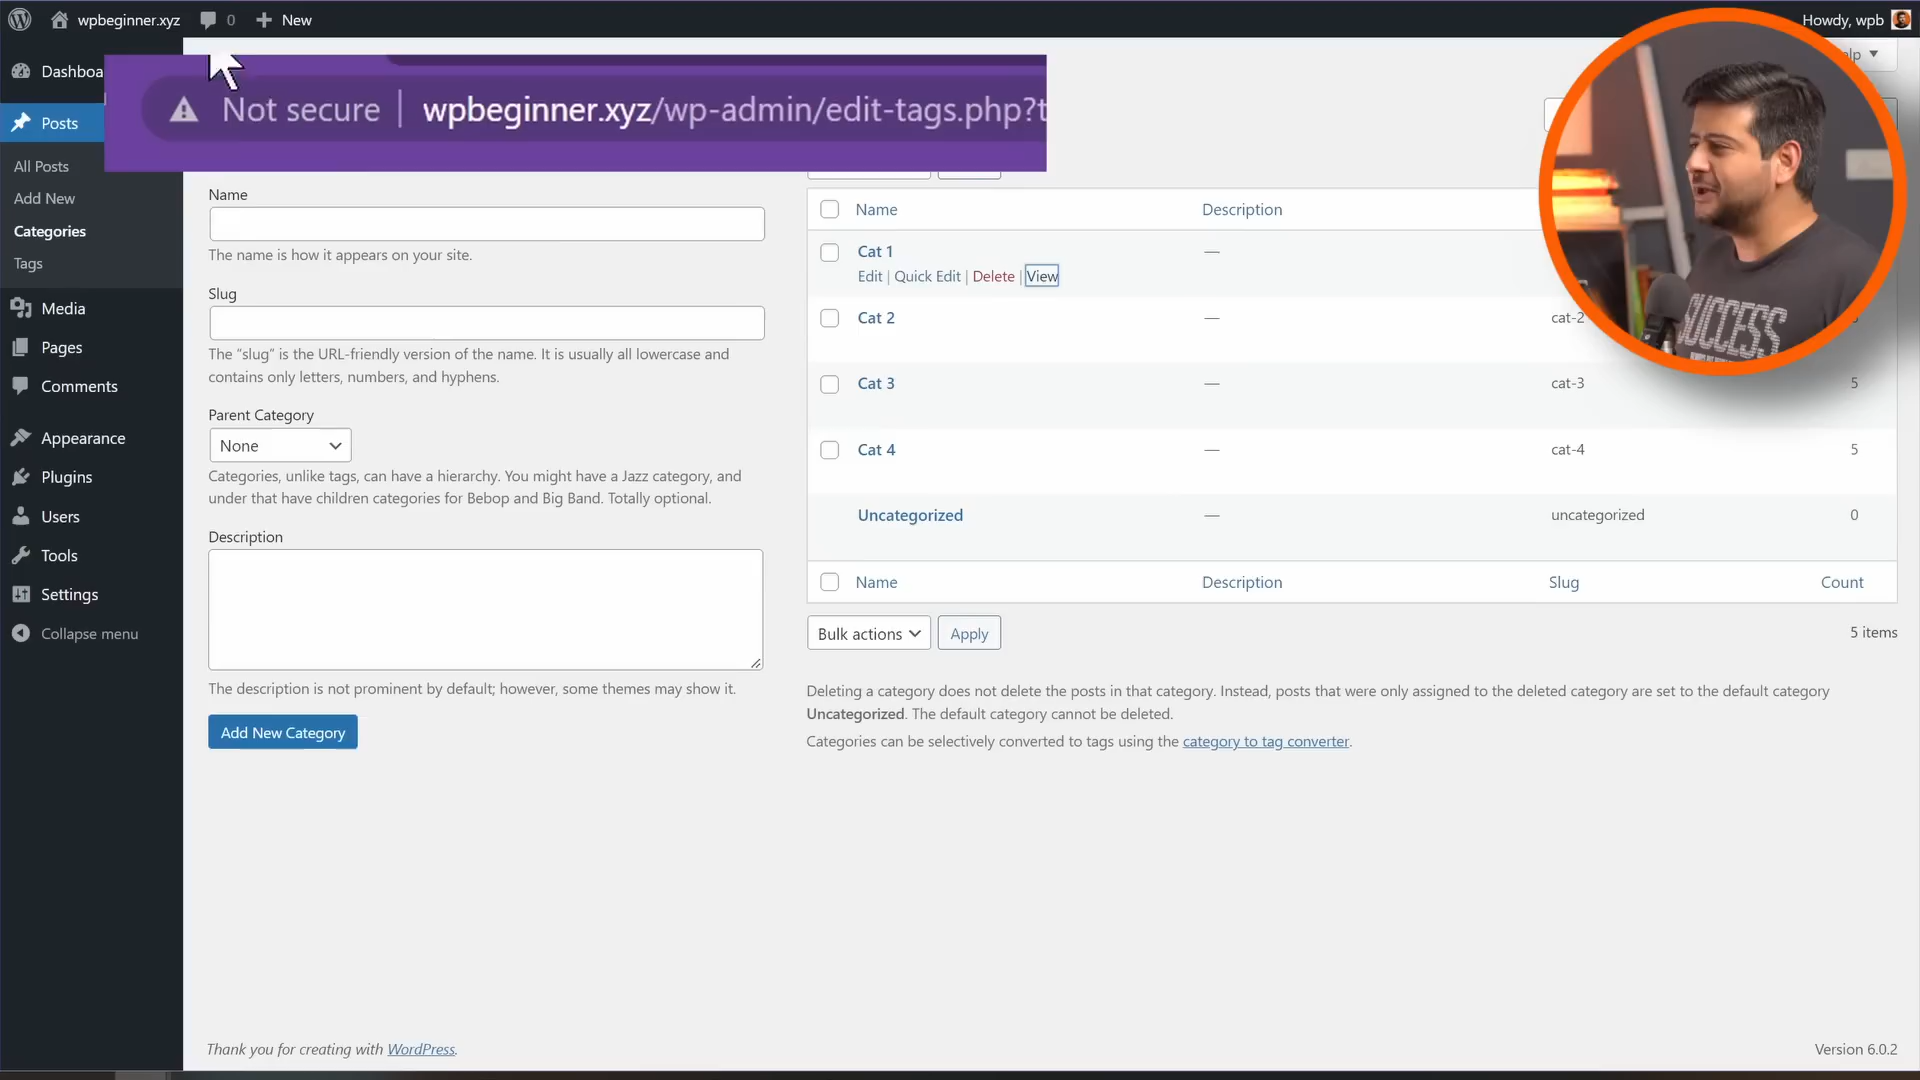 wpbeginner.xyz 0 New
Howdy, wpb
Not secure | wpbeginner.xyz/wp-admin/edit-tags.php?t
Posts
All Posts
Add New
Categories
Tags
Media
Pages
Comments
Appearance
Plugins
Users
Tools
Settings
Collapse menu
Name
The name is how it appears on your site.
Slug
The “slug” is the URL-friendly version of the name. It is usually all lowercase and
contains only letters, numbers, and hyphens.
Parent Category
None
Categories, unlike tags, can have a hierarchy. You might have a Jazz category, and
under that have children categories for Bebop and Big Band. Totally optional.
Description
The description is not prominent by default; however, some themes may show it.
Add New Category
Name Description
Cat 1 —
Edit | Quick Edit | Delete | View
Cat 2 — cat-2
Cat 3 — cat-3 5
Cat 4 — cat-4 5
Uncategorized — uncategorized 0
Name Description Slug Count
Bulk actions Apply 5 items
Deleting a category does not delete the posts in that category. Instead, posts that were only assigned to the deleted category are set to the default category
Uncategorized. The default category cannot be deleted.
Categories can be selectively converted to tags using the category to tag converter.
SUCCESS
Thank you for creating with WordPress.
Version 6.0.2